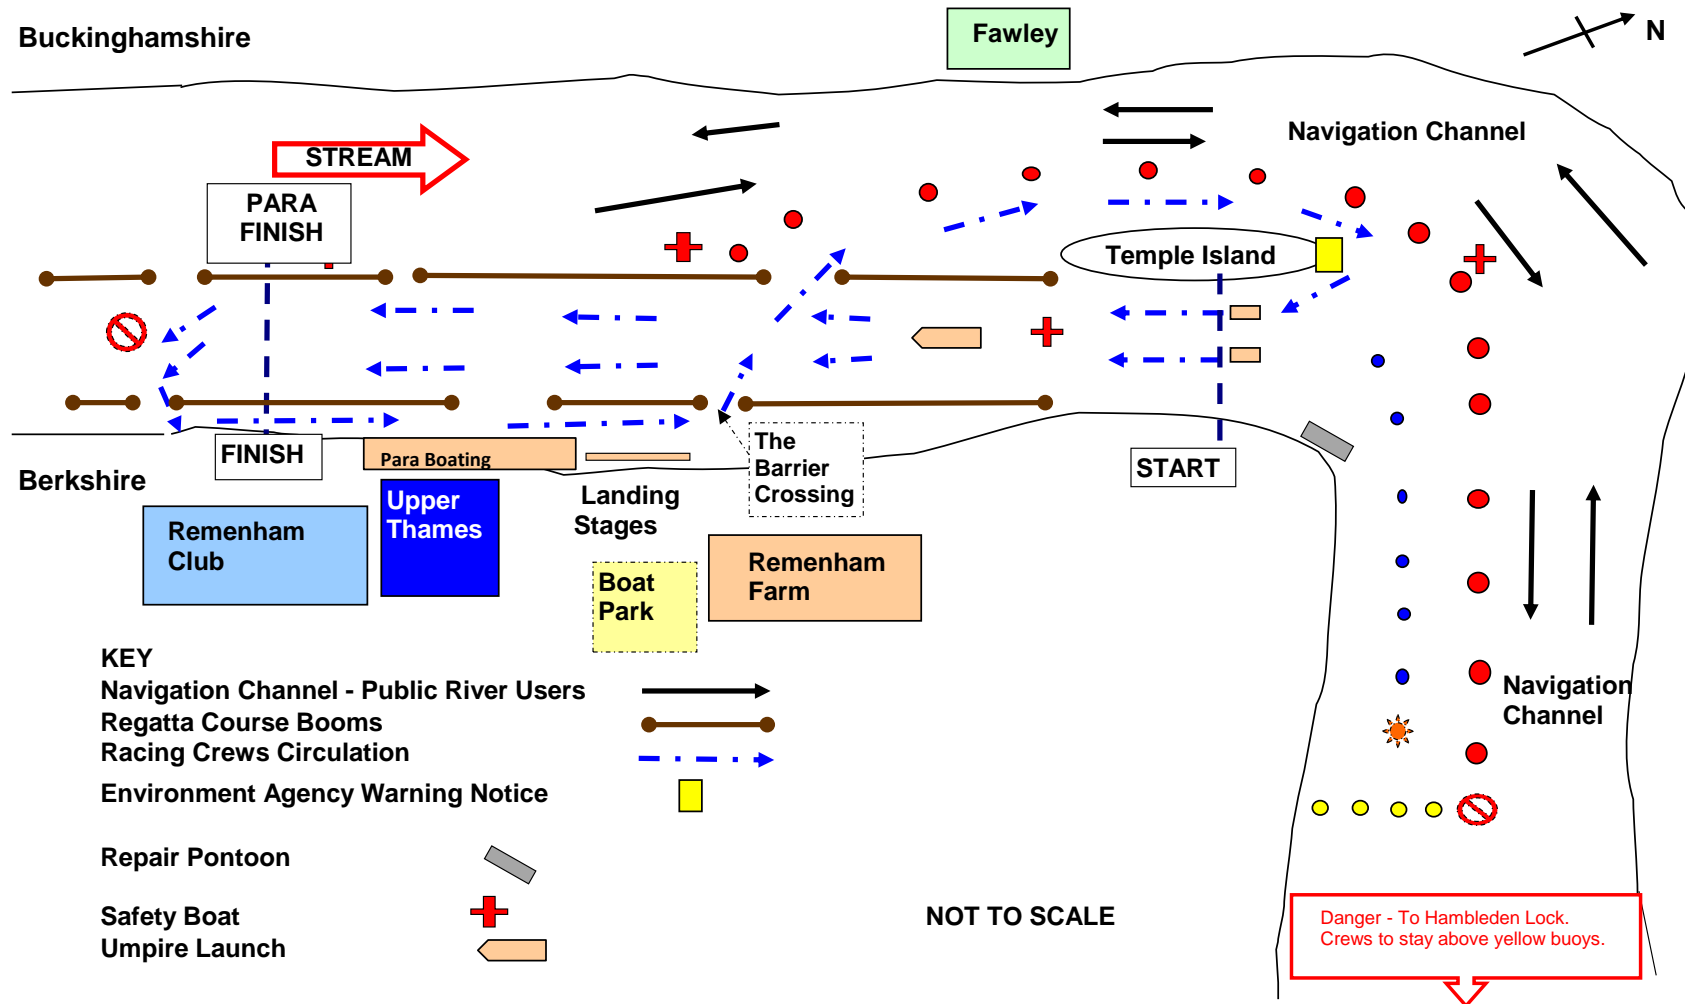 Buckinghamshire
Fawley
N
Navigation Channel
STREAM
PARA
FINISH
Temple Island
FINISH
Para Boating
START
The
Barrier
Crossing
Berkshire
Upper
Thames
Landing
Stages
Remenham
Club
Boat
Park
Remenham
Farm
KEY
Navigation Channel - Public River Users
Regatta Course Booms
Racing Crews Circulation
Environment Agency Warning Notice
Repair Pontoon
Safety Boat
Umpire Launch
NOT TO SCALE
Navigation
Channel
Danger - To Hambleden Lock.
Crews to stay above yellow buoys.